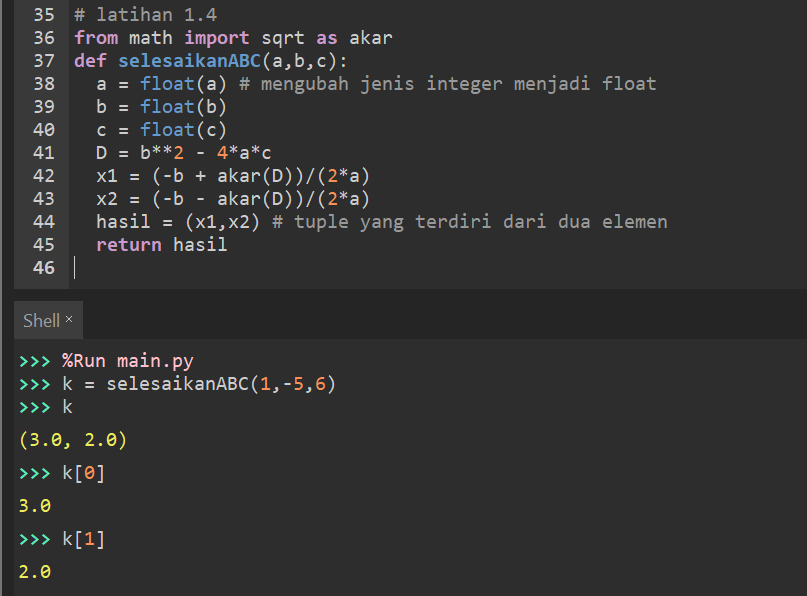 35 # latihan 1.4
36 from math import sqrt as akar
37 def selesaikanABC(a,b,c):
38   a = float(a) # mengubah jenis integer menjadi float
39   b = float(b)
40   c = float(c)
41   D = b**2 - 4*a*c
42   x1 = (-b + akar(D))/(2*a)
43   x2 = (-b - akar(D))/(2*a)
44   hasil = (x1,x2) # tuple yang terdiri dari dua elemen
45   return hasil
46
Shell ×
>>> %Run main.py
>>> k = selesaikanABC(1,-5,6)
>>> k
(3.0, 2.0)
>>> k[0]
3.0
>>> k[1]
2.0